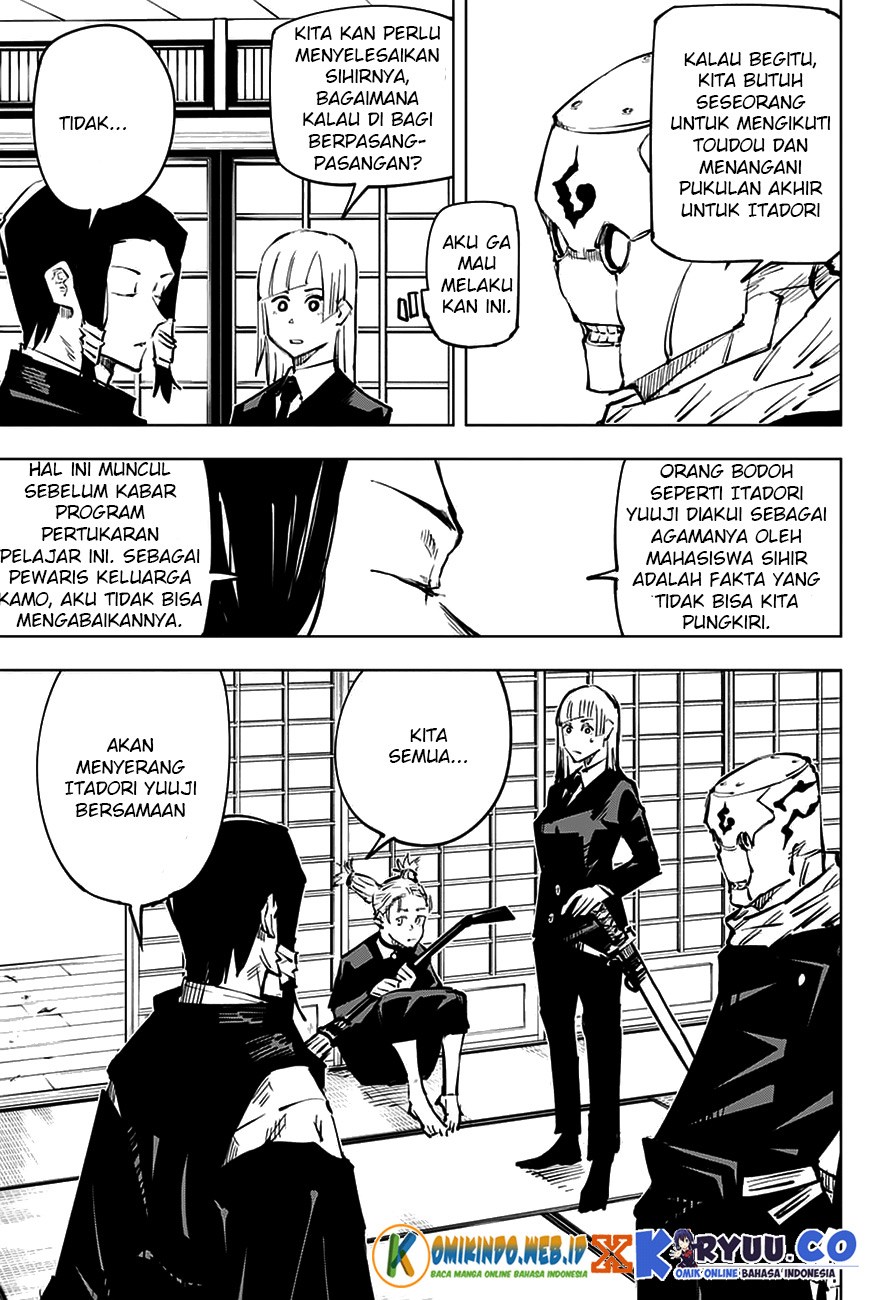 KALAU BEGITU,
KITA BUTUH
SESEORANG
UNTUK MENGIKUTI
TOUDOU DAN
MENANGANI
PUKULAN AKHIR
UNTUK ITADORI
AKU GA
MAU
MELAKU
KAN INI.
KITA KAN PERLU
MENYELESAIKAN
SIHIRNYA,
BAGAIMANA
KALAU DI BAGI
BERPASANG-
PASANGAN?
TIDAK...
ORANG BODOH
SEPERTI ITADORI
YUUJI DIAKUI SEBAGAI
AGAMANYA OLEH
MAHASISWA SIHIR
ADALAH FAKTA YANG
TIDAK BISA KITA
PUNGKIRI.
HAL INI MUNCUL
SEBELUM KABAR
PROGRAM
PERTUKARAN
PELAJAR INI. SEBAGAI
PEWARIS KELUARGA
KAMO, AKU TIDAK BISA
MENGABAIKANNYA.
KITA
SEMUA...
AKAN
MENYERANG
ITADORI YUUJI
BERSAMAAN
KOMIKINDO.WEB.ID X KIRYUU.CO
BACA MANGA ONLINE BAHASA INDONESIA
OMIK ONLINE BAHASA INDONESIA